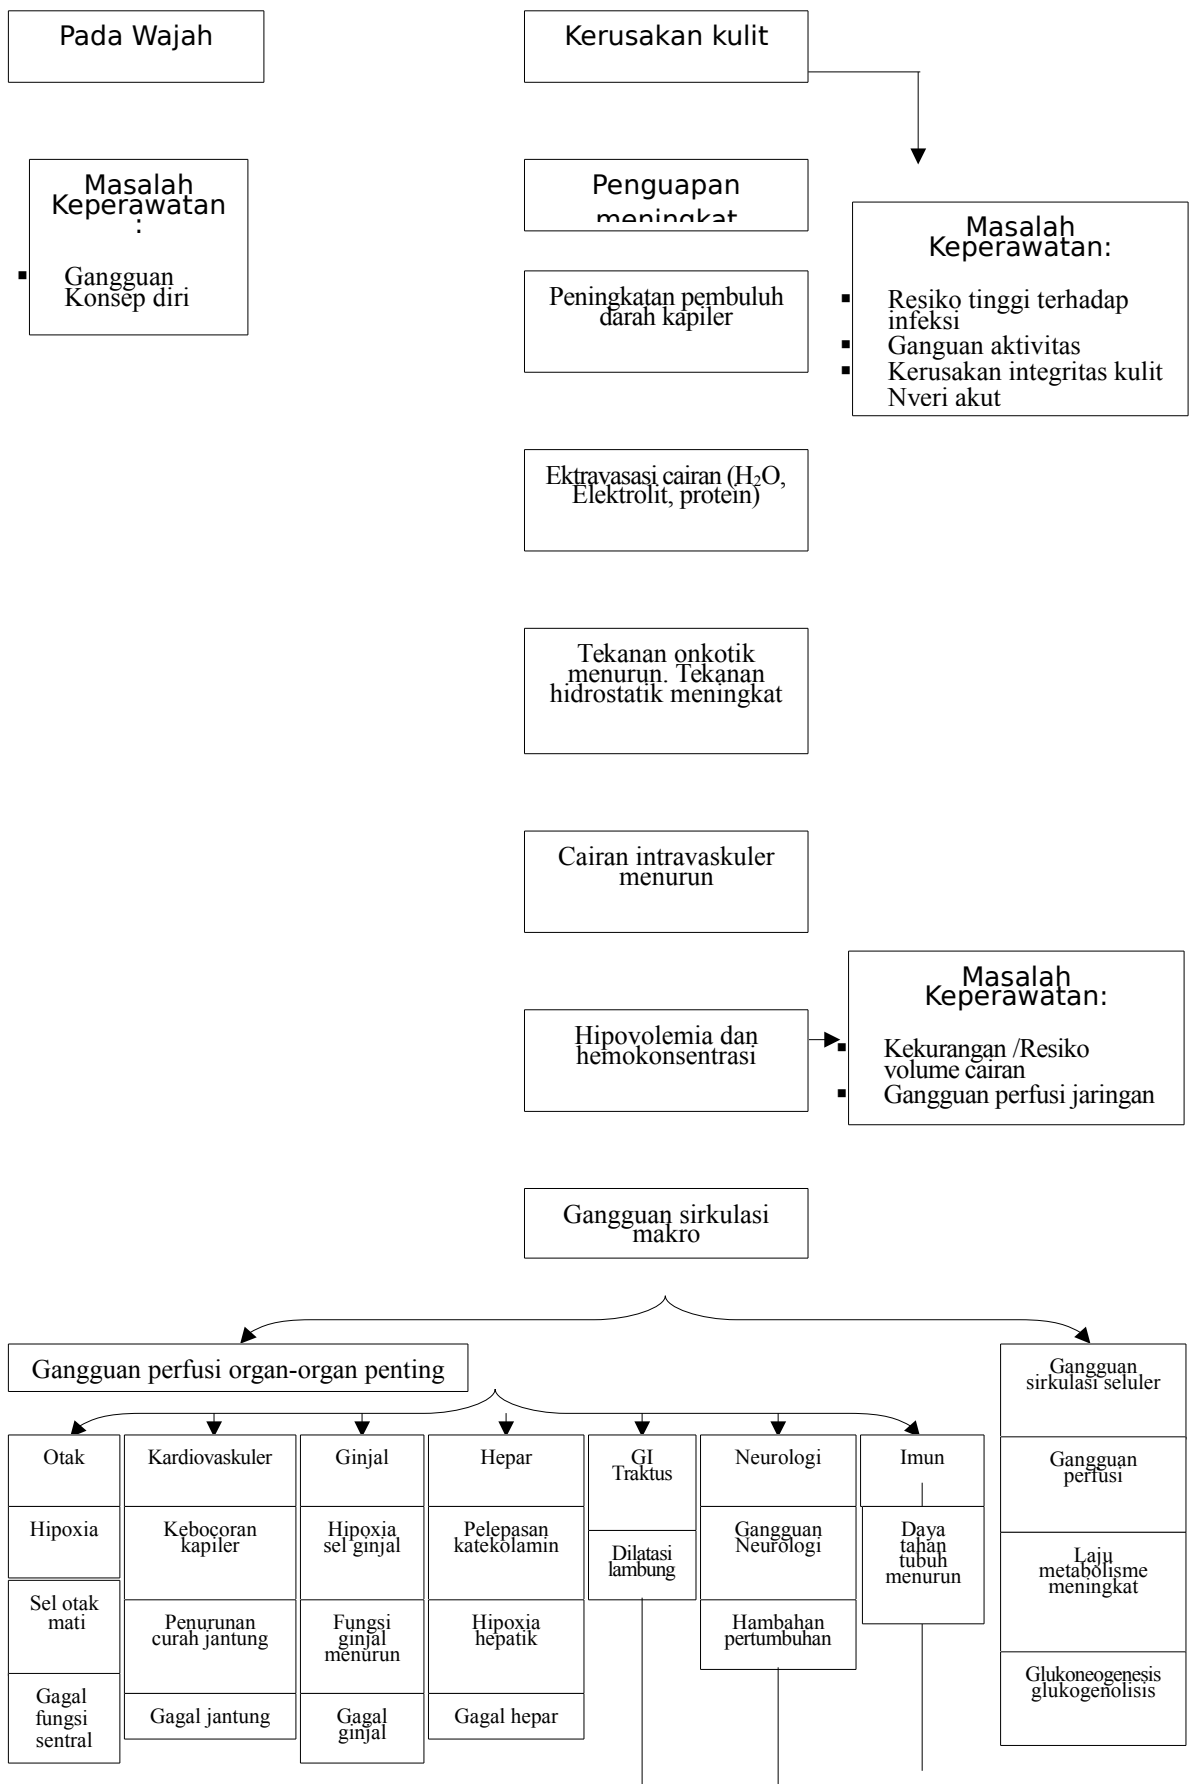 Pada Wajah
Kerusakan kulit
Masalah
Keperawatan
:
▪ Gangguan
Konsep diri
Penguapan
meningkat
Masalah
Keperawatan:
▪ Resiko tinggi terhadap
infeksi
▪ Ganguan aktivitas
▪ Kerusakan integritas kulit
Nyeri akut
Peningkatan pembuluh
darah kapiler
Ektravasasi cairan (H₂O,
Elektrolit, protein)
Tekanan onkotik
menurun. Tekanan
hidrostatik meningkat
Cairan intravaskuler
menurun
Hipovolemia dan
hemokonsentrasi
Masalah
Keperawatan:
▪ Kekurangan /Resiko
volume cairan
▪ Gangguan perfusi jaringan
Gangguan sirkulasi
makro
Gangguan perfusi organ-organ penting
Otak
Hipoxia
Sel otak
mati
Gagal
fungsi
sentral
Kardiovaskuler
Kebocoran
kapiler
Penurunan
curah jantung
Gagal jantung
Ginjal
Hipoxia
sel ginjal
Fungsi
ginjal
menurun
Gagal
ginjal
Hepar
Pelepasan
katekolamin
Hipoxia
hepatik
Gagal hepar
GI
Traktus
Dilatasi
lambung
Neurologi
Gangguan
Neurologi
Hambahan
pertumbuhan
Imun
Daya
tahan
tubuh
menurun
Gangguan
sirkulasi seluler
Gangguan
perfusi
Laju
metabolisme
meningkat
Glukoneogenesis
glukogenolisis